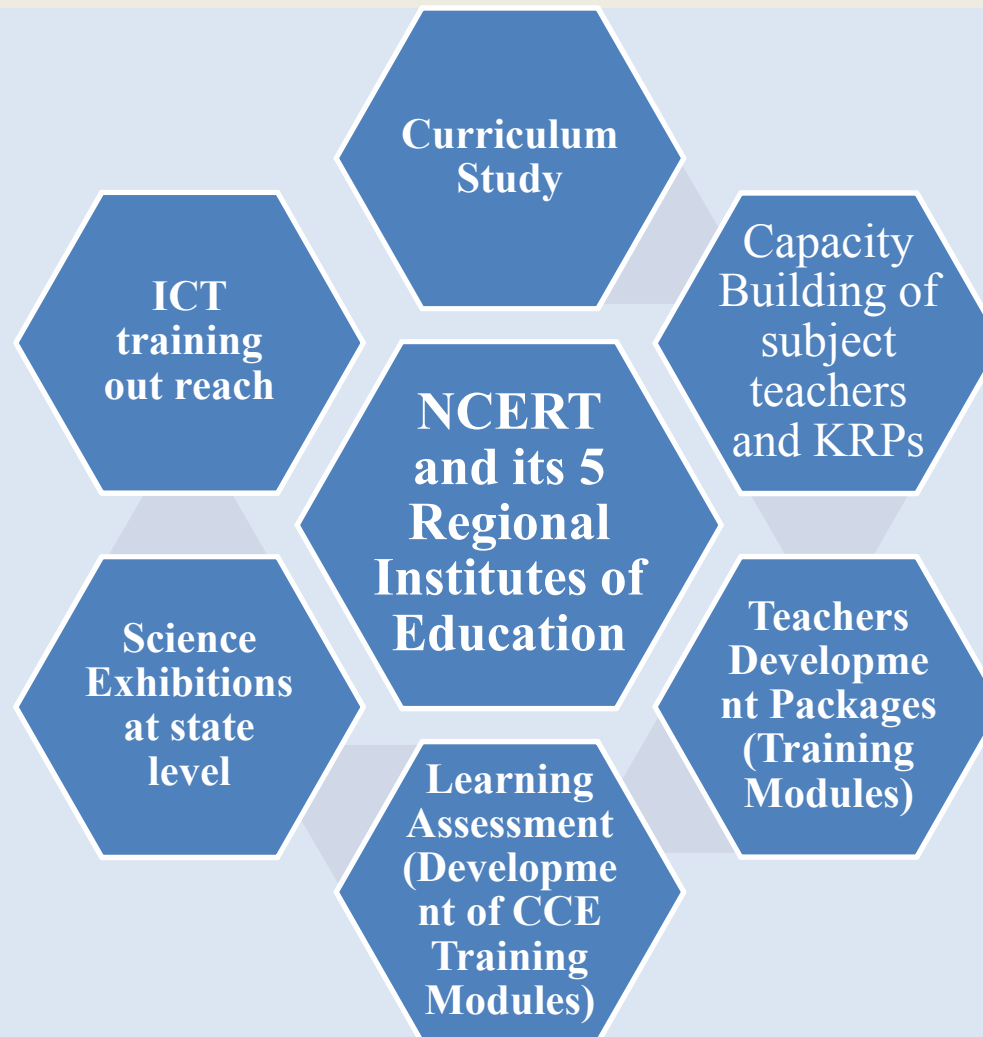 Curriculum
Study
Capacity
Building of
subject
teachers
and KRPs
Teachers
Developme
nt Packages
(Training
Modules)
Learning
Assessment
(Developme
nt of CCE
Training
Modules)
Science
Exhibitions
at state
level
ICT
training
out reach
NCERT
and its 5
Regional
Institutes of
Education